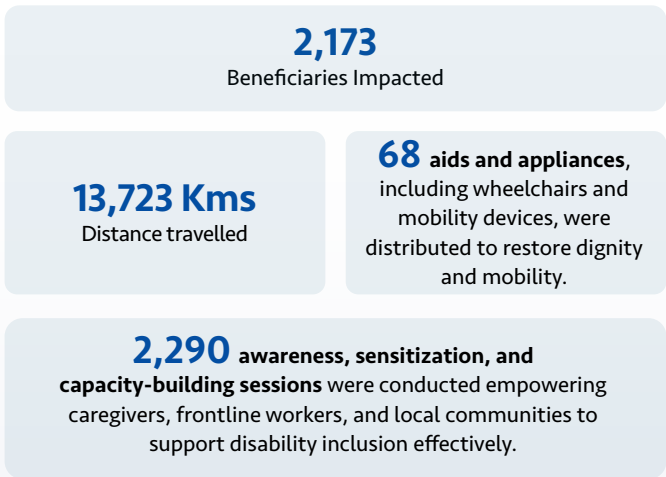 2,173
Beneficiaries Impacted
13,723 Kms
Distance travelled
68 aids and appliances,
including wheelchairs and
mobility devices, were
distributed to restore dignity
and mobility.
2,290 awareness, sensitization, and
capacity-building sessions were conducted empowering
caregivers, frontline workers, and local communities to
support disability inclusion effectively.